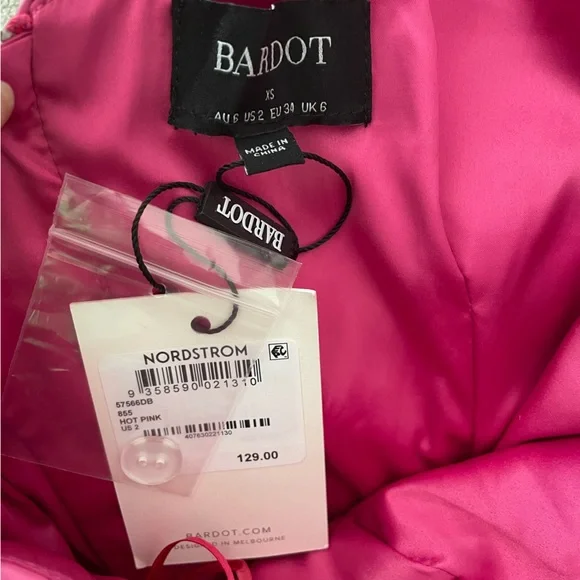 BARDOT
XS
AU 6 US 2 EU 34 UK 6
MADE IN
CHINA
BARDOT
NORDSTROM
9 358590 021310
57566DB
855
HOT PINK
US 2
407830221130
129.00
BARDOT.COM
DESIGNED IN MELBOURNE